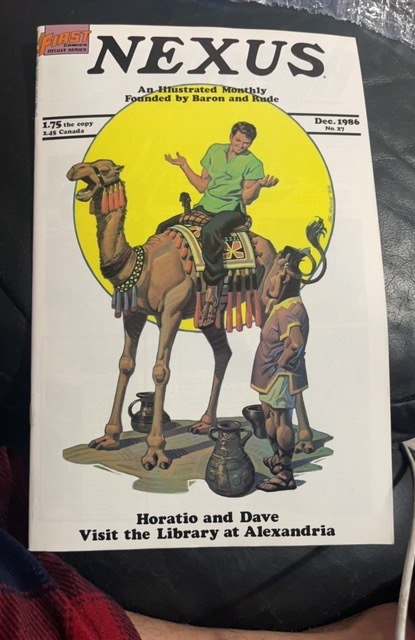 FIRST
COMICS
DELUXE SERIES
NEXUS
An Illustrated Monthly
Founded by Baron and Rude
1.75 the copy
2.45 Canada
Dec. 1986
No. 27
Horatio and Dave
Visit the Library at Alexandria